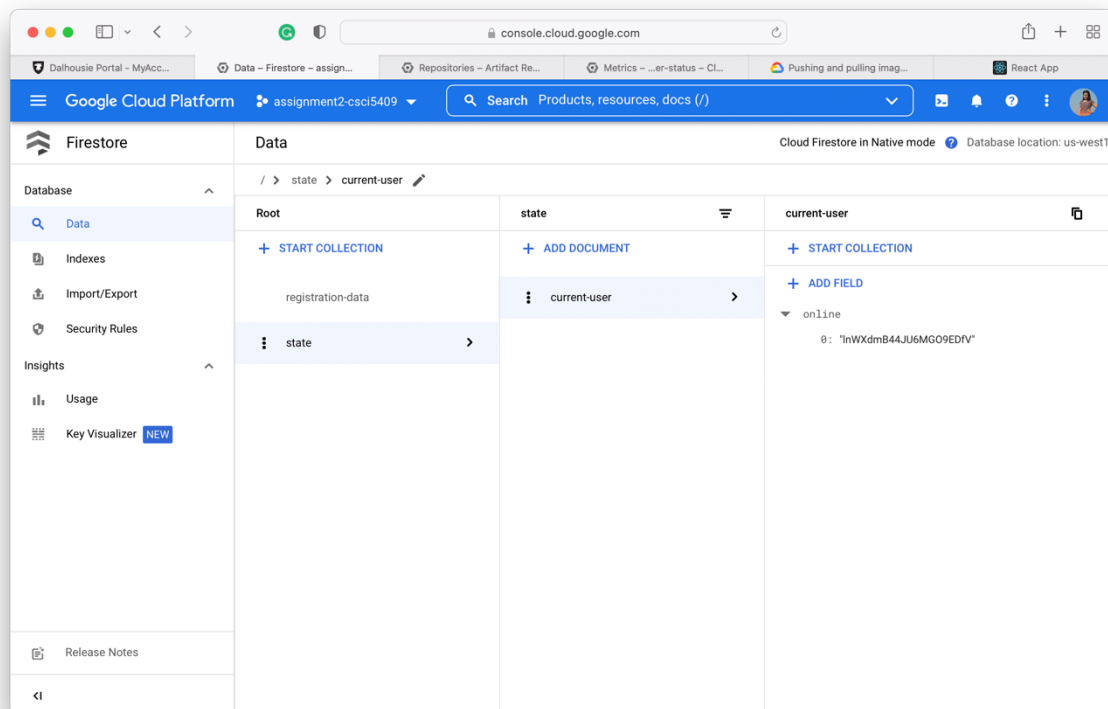 console.cloud.google.com
Dalhousie Portal - MyAcc...
Data – Firestore – assign...
Repositories – Artifact Re...
Metrics – ...er-status – Cl...
Pushing and pulling imag...
React App
Google Cloud Platform
assignment2-csci5409
Search Products, resources, docs (/)
Firestore
Data
Cloud Firestore in Native mode
Database location: us-west1
Database
Data
Indexes
Import/Export
Security Rules
Insights
Usage
Key Visualizer NEW
Release Notes
/ > state > current-user
Root
START COLLECTION
registration-data
state
state
ADD DOCUMENT
current-user
current-user
START COLLECTION
ADD FIELD
online
0: "lnWXdmB44JU6MGO9EDfV"